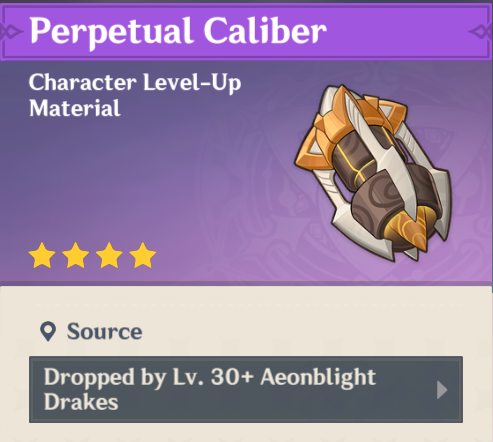 Perpetual Caliber
Character Level-Up
Material
Source
Dropped by Lv. 30+ Aeonblight
Drakes